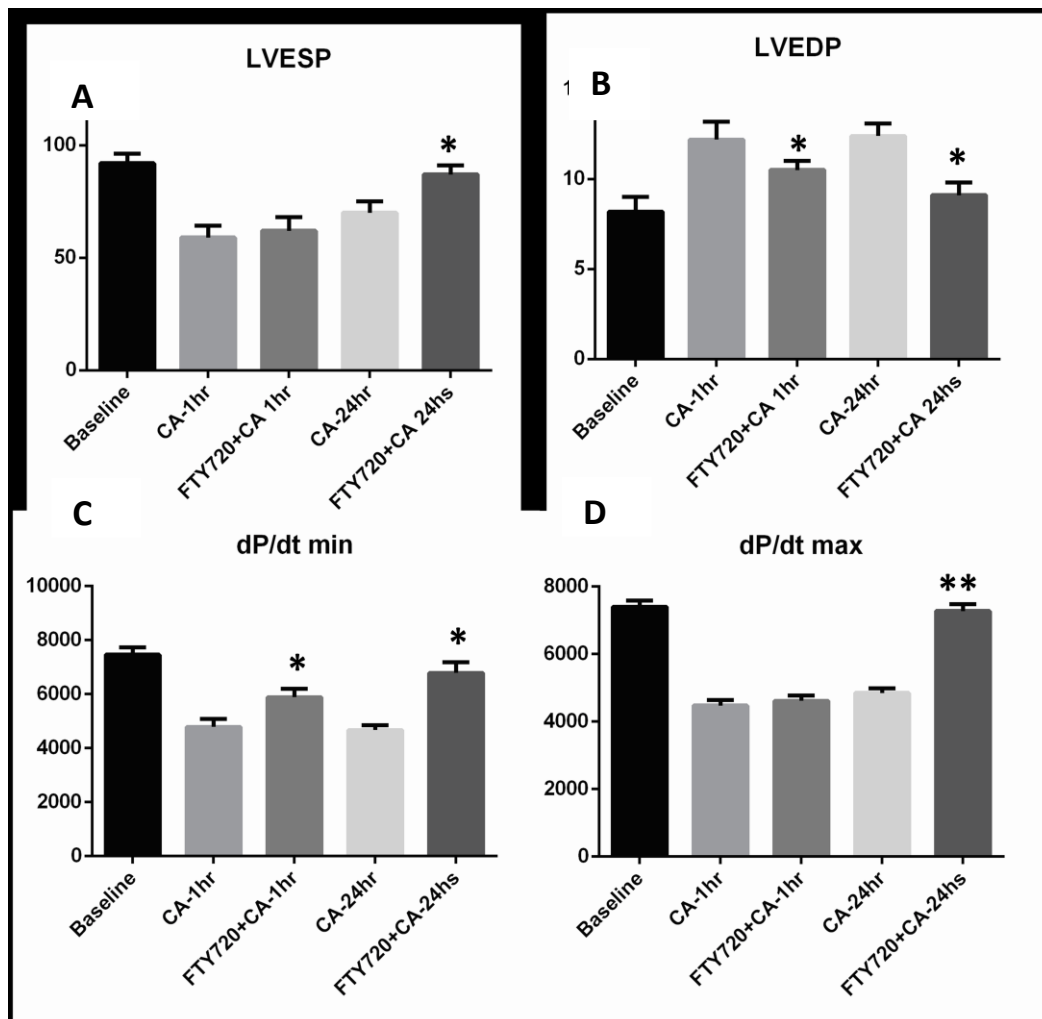 LVESP
A
100
*
50
0
Baseline
CA-1hr
FTY720+CA 1hr
CA-24hr
FTY720+CA 24hs
LVEDP
B
10
*
*
5
0
Baseline
CA-1hr
FTY720+CA 1hr
CA-24hr
FTY720+CA 24hs
C
dP/dt min
10000
8000
*
*
6000
4000
2000
0
Baseline
CA-1hr
FTY720+CA-1hr
CA-24hr
FTY720+CA-24hs
D
dP/dt max
8000
**
6000
4000
2000
0
Baseline
CA-1hr
FTY720+CA-1hr
CA-24hr
FTY720+CA-24hs